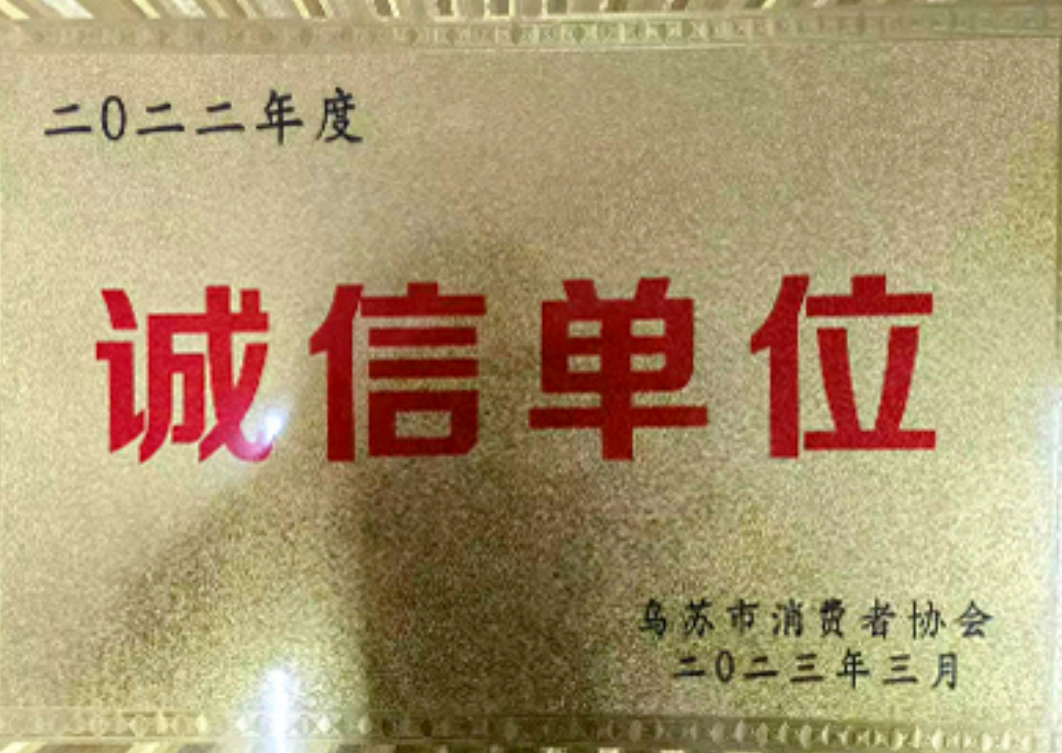 二〇二二年度
诚信单位
乌苏市消费者协会
二〇二三年三月